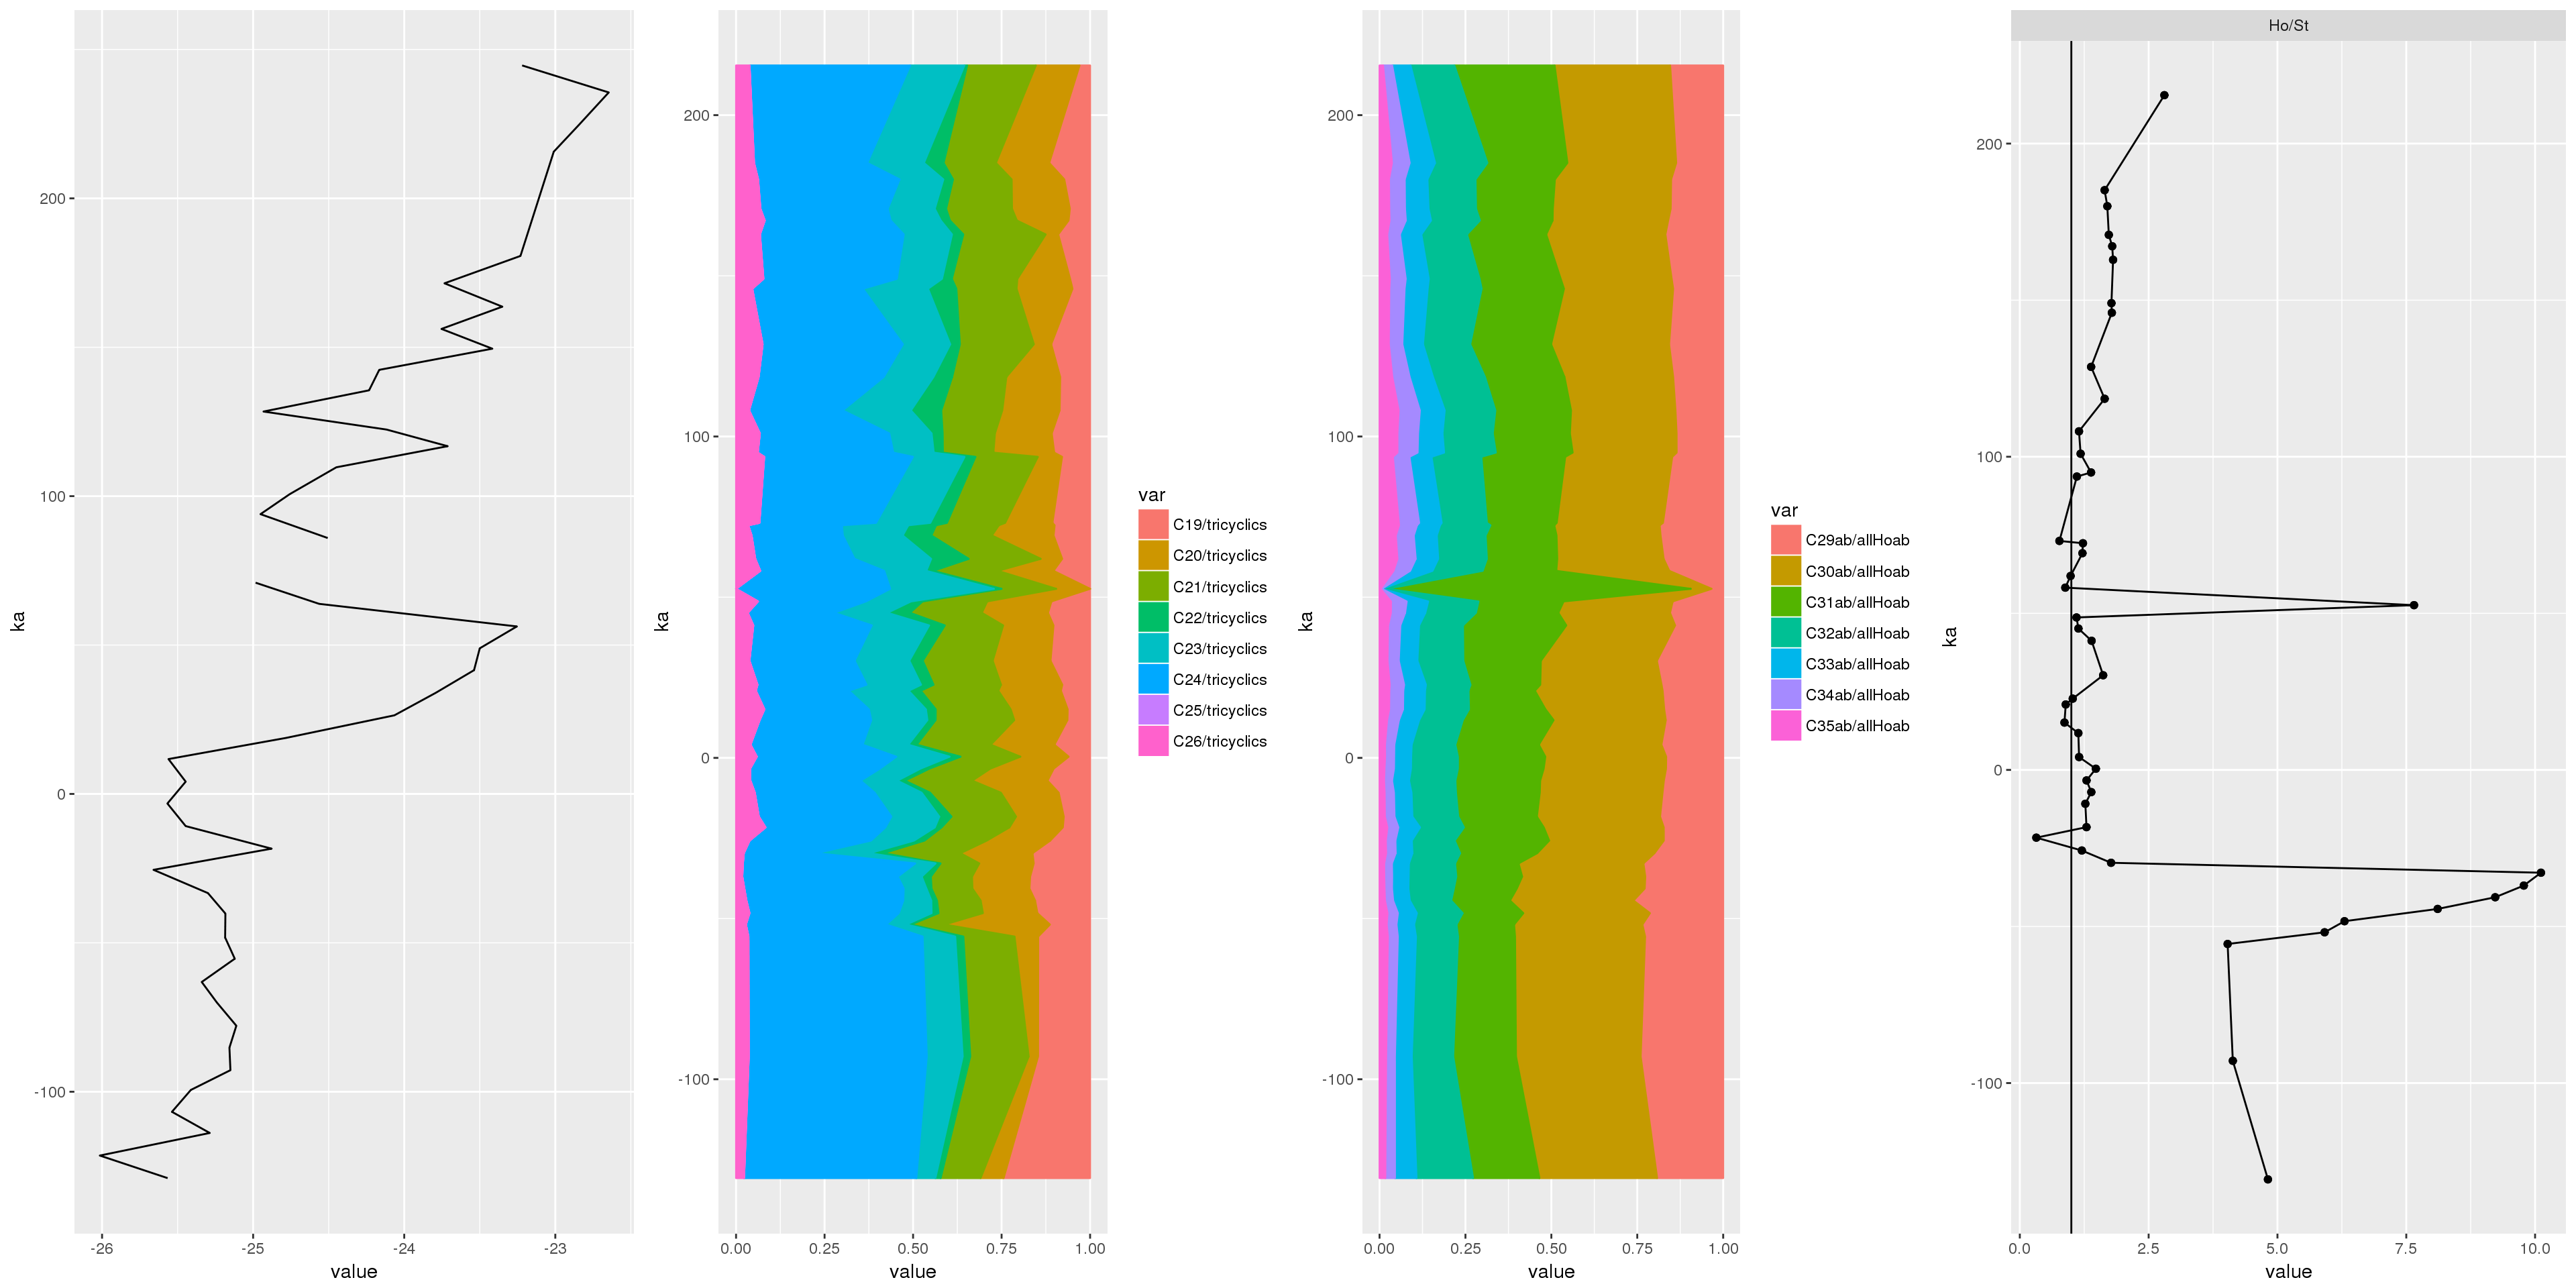 ka
200
100
0
-100
-26
-25
-24
-23
value
ka
200
100
0
-100
0.00
0.25
0.50
0.75
1.00
value
var
C19/tricyclics
C20/tricyclics
C21/tricyclics
C22/tricyclics
C23/tricyclics
C24/tricyclics
C25/tricyclics
C26/tricyclics
ka
200
100
0
-100
0.00
0.25
0.50
0.75
1.00
value
var
C29ab/allHoab
C30ab/allHoab
C31ab/allHoab
C32ab/allHoab
C33ab/allHoab
C34ab/allHoab
C35ab/allHoab
Ho/St
ka
200
100
0
-100
0.0
2.5
5.0
7.5
10.0
value